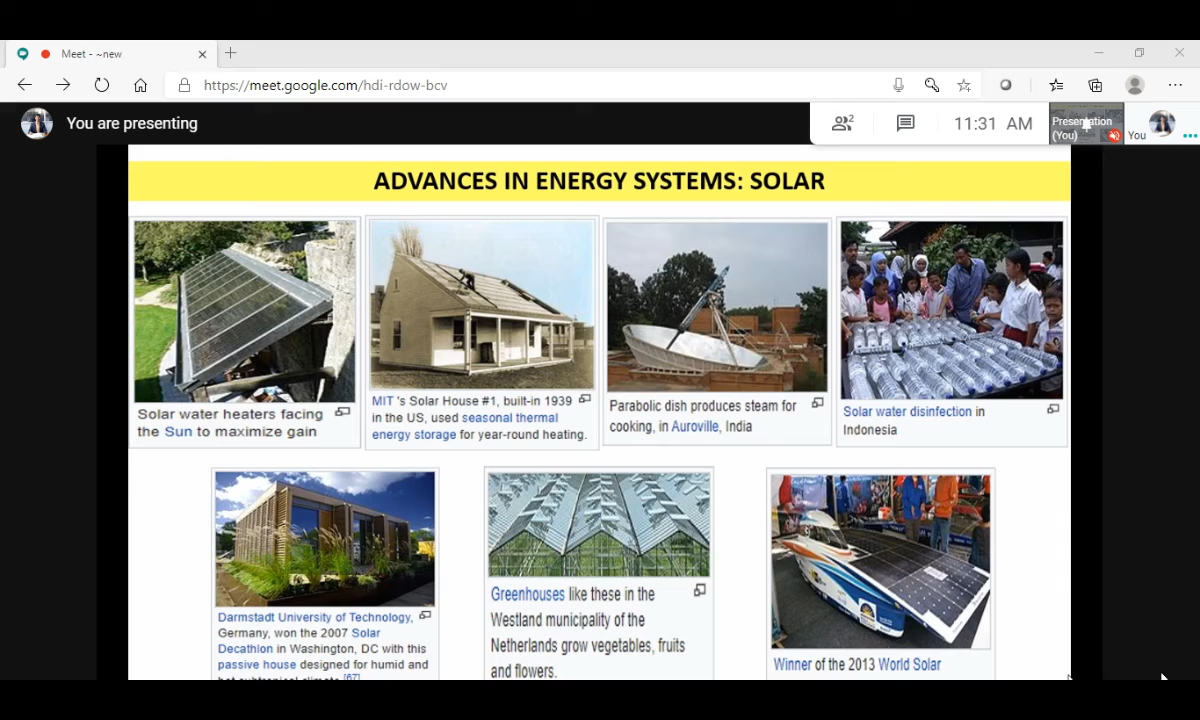 Meet - ~new
https://meet.google.com/hdi-rdow-bcv
You are presenting
2
11:31 AM
Presentation
(You)
You
ADVANCES IN ENERGY SYSTEMS: SOLAR
Solar water heaters facing
the Sun to maximize gain
MIT 's Solar House #1, built-in 1939
in the US, used seasonal thermal
energy storage for year-round heating.
Parabolic dish produces steam for
cooking, in Auroville, India
Solar water disinfection in
Indonesia
Darmstadt University of Technology,
Germany, won the 2007 Solar
Decathlon in Washington, DC with this
passive house designed for humid and
hot subtropical climate.[67]
Greenhouses like these in the
Westland municipality of the
Netherlands grow vegetables, fruits
and flowers.
Winner of the 2013 World Solar